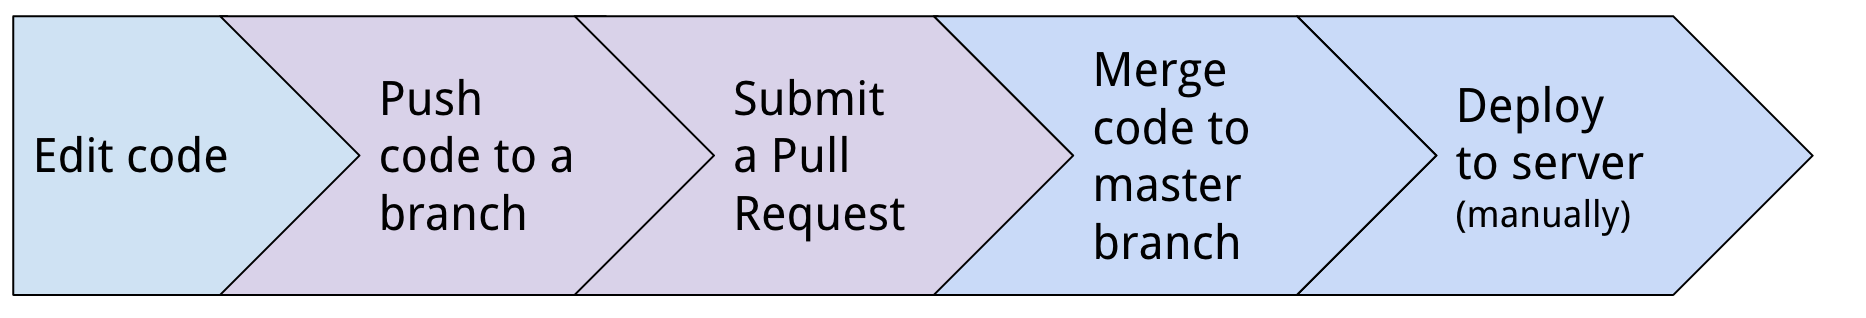 Edit code
Push
code to a
branch
Submit
a Pull
Request
Merge
code to
master
branch
Deploy
to server
(manually)